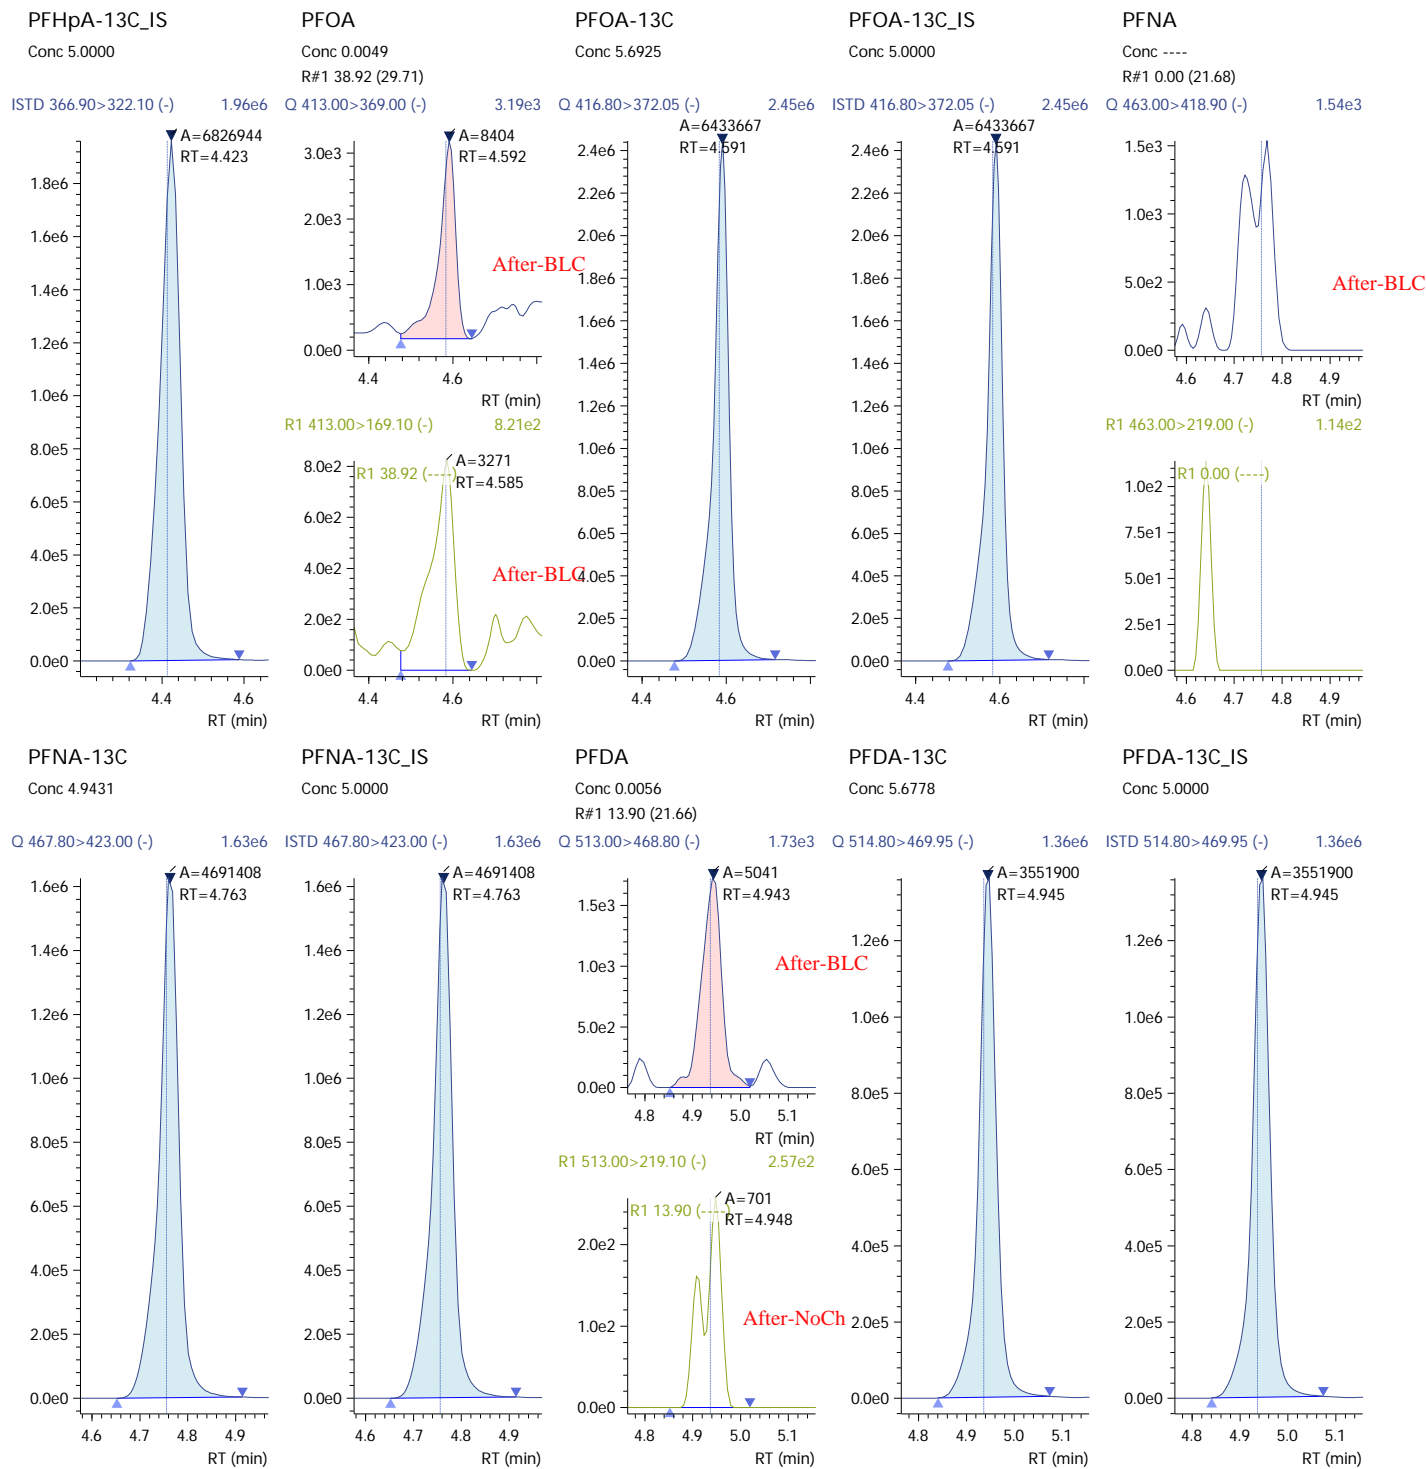 PFHpA-13C_IS
Conc 5.0000
ISTD 366.90>322.10 (-) 1.96e6
A=6826944
RT=4.423
1.8e6
1.6e6
1.4e6
1.2e6
1.0e6
8.0e5
6.0e5
4.0e5
2.0e5
0.0e0
4.4 4.6
RT (min)
PFOA
Conc 0.0049
R#1 38.92 (29.71)
Q 413.00>369.00 (-) 3.19e3
A=8404
RT=4.592
3.0e3
2.0e3
1.0e3
0.0e0
After-BLC
4.4 4.6
RT (min)
R1 413.00>169.10 (-) 8.21e2
A=3271
RT=4.585
R1 38.92 (----)
8.0e2
6.0e2
4.0e2
2.0e2
0.0e0
After-BLC
4.4 4.6
RT (min)
PFOA-13C
Conc 5.6925
Q 416.80>372.05 (-) 2.45e6
A=6433667
RT=4.591
2.4e6
2.2e6
2.0e6
1.8e6
1.6e6
1.4e6
1.2e6
1.0e6
8.0e5
6.0e5
4.0e5
2.0e5
0.0e0
4.4 4.6
RT (min)
PFOA-13C_IS
Conc 5.0000
ISTD 416.80>372.05 (-) 2.45e6
A=6433667
RT=4.591
2.4e6
2.2e6
2.0e6
1.8e6
1.6e6
1.4e6
1.2e6
1.0e6
8.0e5
6.0e5
4.0e5
2.0e5
0.0e0
4.4 4.6
RT (min)
PFNA
Conc ----
R#1 0.00 (21.68)
Q 463.00>418.90 (-) 1.54e3
1.5e3
1.0e3
5.0e2
0.0e0
After-BLC
4.6 4.7 4.8 4.9
RT (min)
R1 463.00>219.00 (-) 1.14e2
R1 0.00 (----)
1.0e2
7.5e1
5.0e1
2.5e1
0.0e0
4.6 4.7 4.8 4.9
RT (min)
PFNA-13C
Conc 4.9431
Q 467.80>423.00 (-) 1.63e6
A=4691408
RT=4.763
1.6e6
1.4e6
1.2e6
1.0e6
8.0e5
6.0e5
4.0e5
2.0e5
0.0e0
4.6 4.7 4.8 4.9
RT (min)
PFNA-13C_IS
Conc 5.0000
ISTD 467.80>423.00 (-) 1.63e6
A=4691408
RT=4.763
1.6e6
1.4e6
1.2e6
1.0e6
8.0e5
6.0e5
4.0e5
2.0e5
0.0e0
4.6 4.7 4.8 4.9
RT (min)
PFDA
Conc 0.0056
R#1 13.90 (21.66)
Q 513.00>468.80 (-) 1.73e3
A=5041
RT=4.943
1.5e3
1.0e3
5.0e2
0.0e0
After-BLC
4.8 4.9 5.0 5.1
RT (min)
R1 513.00>219.10 (-) 2.57e2
A=701
RT=4.948
R1 13.90 (----)
2.0e2
1.0e2
0.0e0
After-NoCh
4.8 4.9 5.0 5.1
RT (min)
PFDA-13C
Conc 5.6778
Q 514.80>469.95 (-) 1.36e6
A=3551900
RT=4.945
1.2e6
1.0e6
8.0e5
6.0e5
4.0e5
2.0e5
0.0e0
4.8 4.9 5.0 5.1
RT (min)
PFDA-13C_IS
Conc 5.0000
ISTD 514.80>469.95 (-) 1.36e6
A=3551900
RT=4.945
1.2e6
1.0e6
8.0e5
6.0e5
4.0e5
2.0e5
0.0e0
4.8 4.9 5.0 5.1
RT (min)